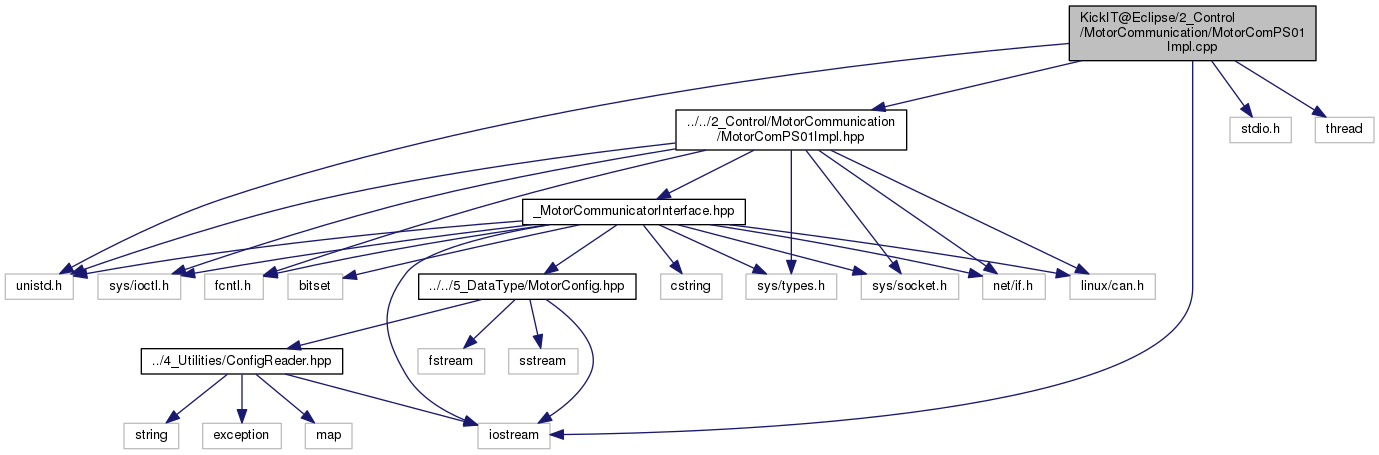 KickIT@Eclipse/2_Control
/MotorCommunication/MotorComPS01
Impl.cpp
../../2_Control/MotorCommunication
/MotorComPS01Impl.hpp
stdio.h
thread
_MotorCommunicatorInterface.hpp
unistd.h
sys/ioctl.h
fcntl.h
bitset
../../5_DataType/MotorConfig.hpp
cstring
sys/types.h
sys/socket.h
net/if.h
linux/can.h
../4_Utilities/ConfigReader.hpp
fstream
sstream
string
exception
map
iostream